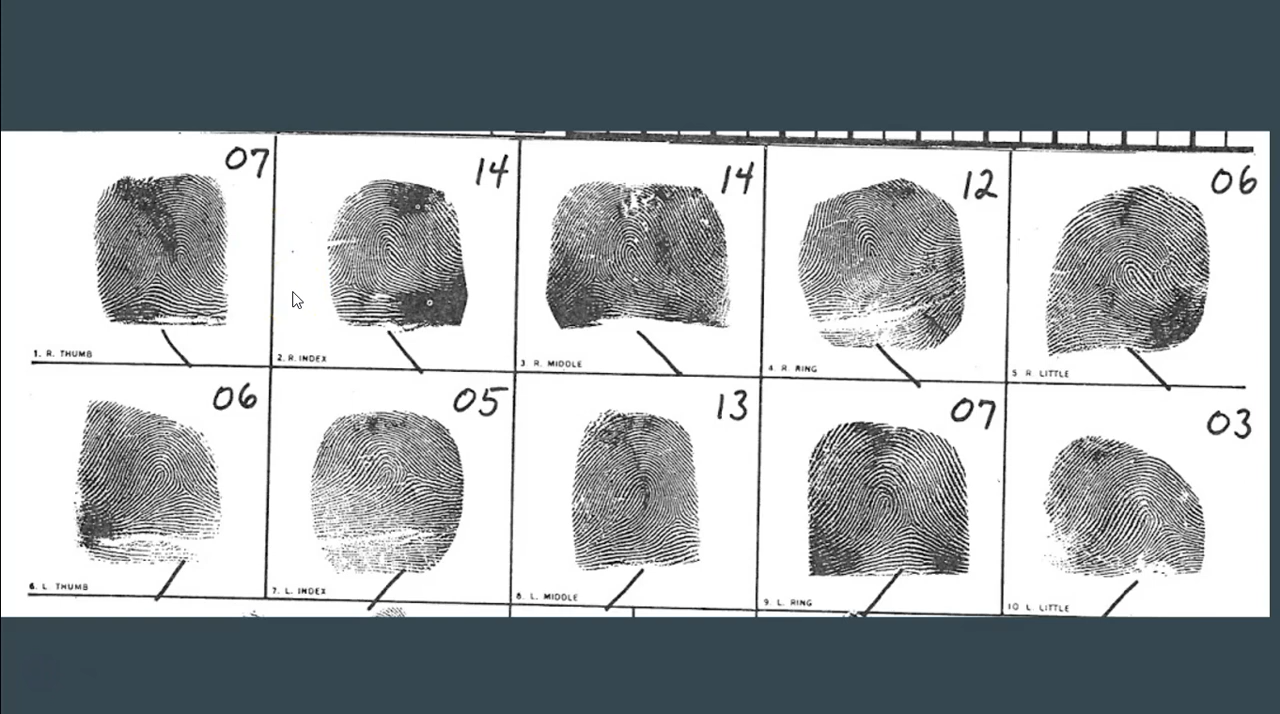 07
14
14
12
06
1. R. THUMB
2. R. INDEX
3 R. MIDDLE
4 R RING
5 R. LITTLE
06
05
13
07
03
6. L. THUMB
7. L. INDEX
8. L. MIDDLE
9. L. RING
10 L. LITTLE